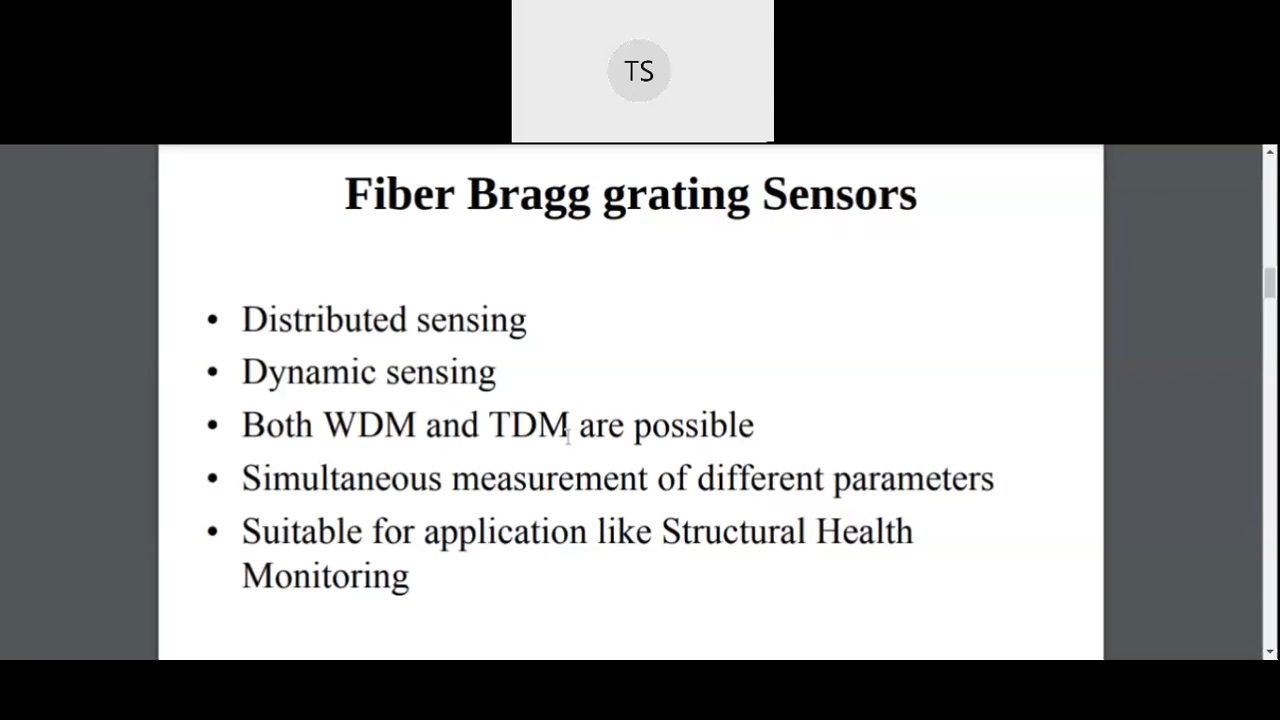 TS
Fiber Bragg grating Sensors
• Distributed sensing
• Dynamic sensing
• Both WDM and TDM are possible
• Simultaneous measurement of different parameters
• Suitable for application like Structural Health
Monitoring